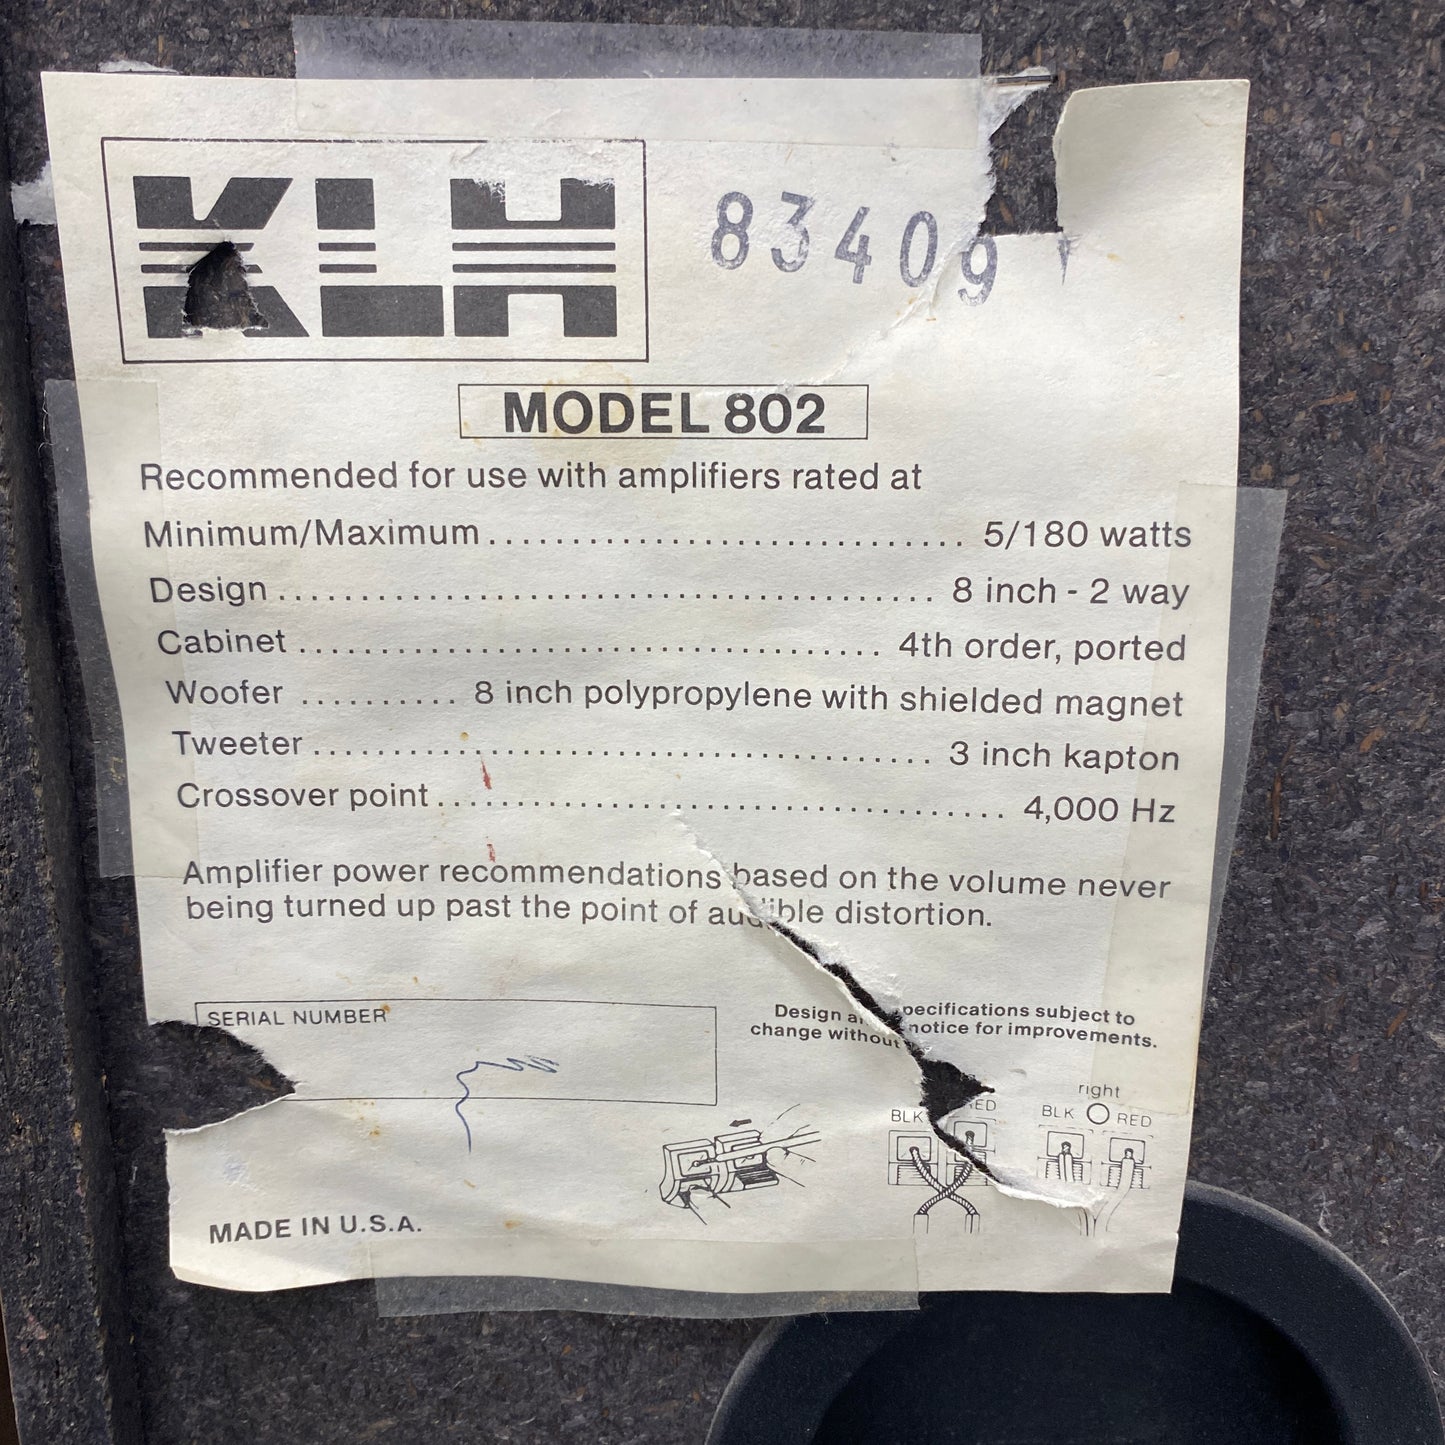 KLH
83409
MODEL 802
Recommended for use with amplifiers rated at
Minimum/Maximum.............................. 5/180 watts
Design......................................... 8 inch - 2 way
Cabinet .................................... 4th order, ported
Woofer .......... 8 inch polypropylene with shielded magnet
Tweeter....................................... 3 inch kapton
Crossover point.................................... 4,000 Hz
Amplifier power recommendations based on the volume never
being turned up past the point of audible distortion.
SERIAL NUMBER
Design specifications subject to
change without notice for improvements.
right
BLK RED BLK RED
MADE IN U.S.A.